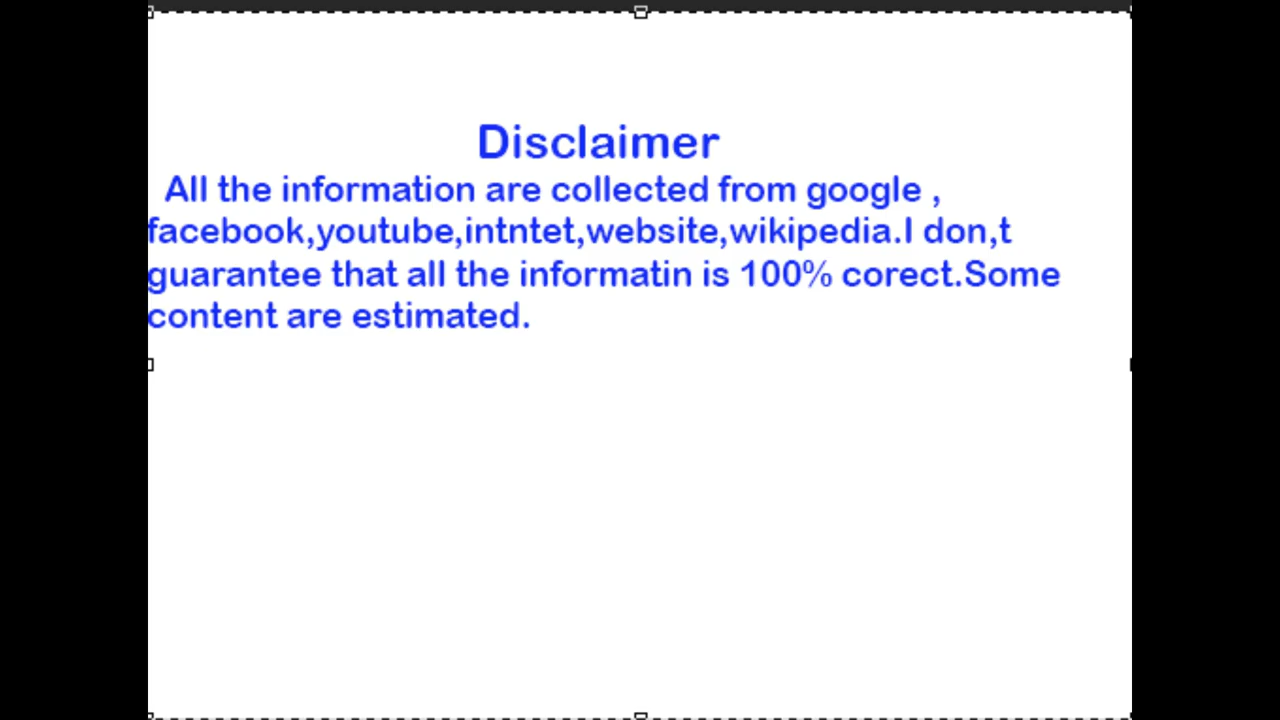 Disclaimer
All the information are collected from google ,
facebook,youtube,intntet,website,wikipedia.I don,t
guarantee that all the informatin is 100% corect.Some
content are estimated.